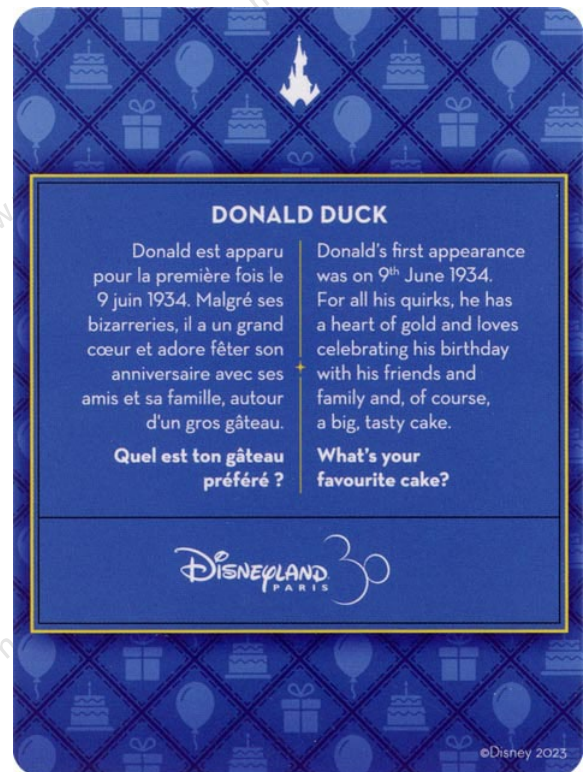 DONALD DUCK
Donald est apparu
pour la première fois le
9 juin 1934. Malgré ses
bizarreries, il a un grand
cœur et adore fêter son
anniversaire avec ses
amis et sa famille, autour
d'un gros gâteau.
Quel est ton gâteau
préféré ?
Donald's first appearance
was on 9th June 1934.
For all his quirks, he has
a heart of gold and loves
celebrating his birthday
with his friends and
family and, of course,
a big, tasty cake.
What's your
favourite cake?
DISNEYLAND 30
PARIS
©Disney 2023